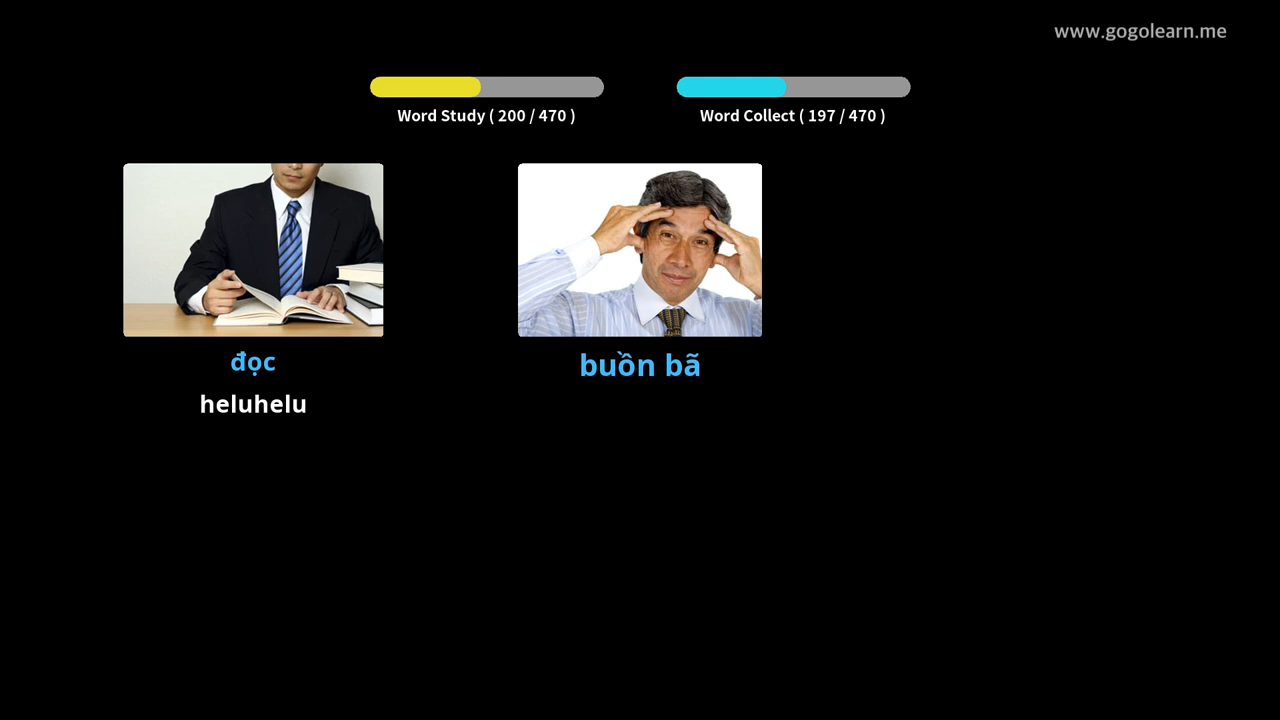 www.gogolearn.me
Word Study ( 200 / 470 )
Word Collect ( 197 / 470 )
đọc
heluhelu
buồn bã